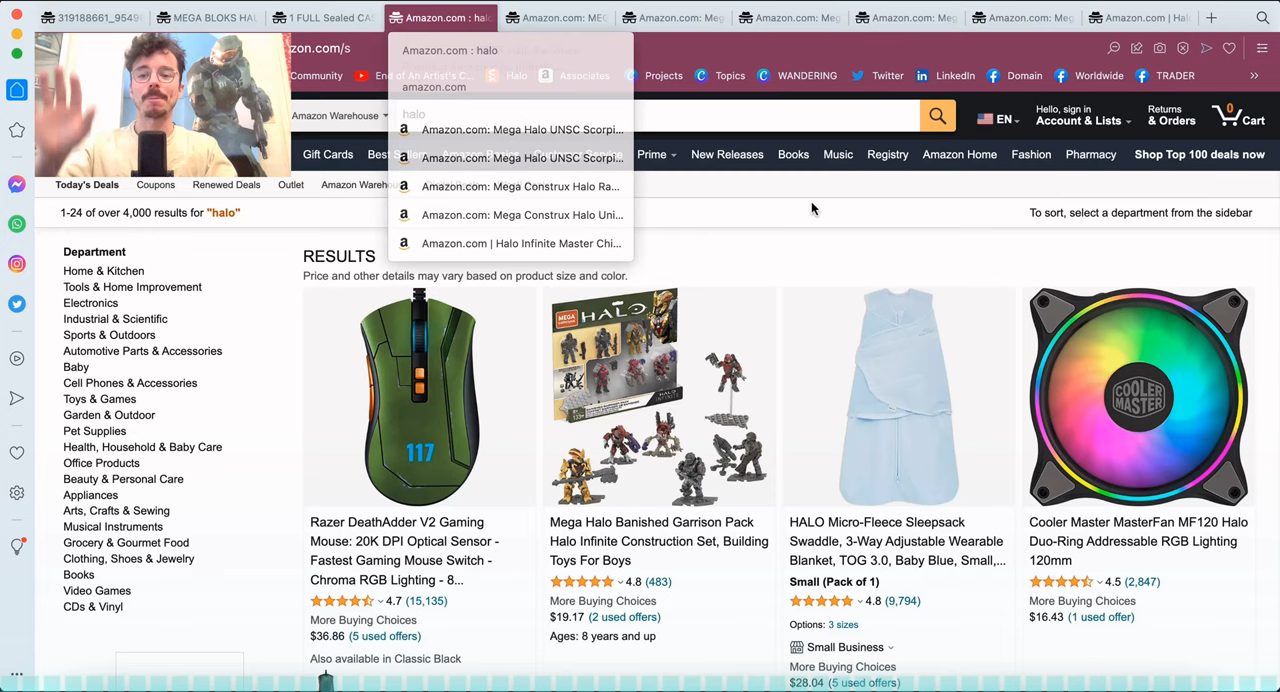 319188661_9549
MEGA BLOKS HAL
1 FULL Sealed CAS
Amazon.com : halo
Amazon.com: MEG
Amazon.com: Meg
Amazon.com: Meg
Amazon.com: Meg
Amazon.com: Meg
Amazon.com | Hal
zon.com/s
Amazon.com : halo
amazon.com
Community
End of An Artist's C...
Halo
Associates
Projects
Topics
WANDERING
Twitter
LinkedIn
Domain
Worldwide
TRADER
Amazon Warehouse
halo
EN
Hello, sign in
Account & Lists
Returns
& Orders
0
Cart
Amazon.com: Mega Halo UNSC Scorpi...
Amazon.com: Mega Halo UNSC Scorpi...
Amazon.com: Mega Construx Halo Ra...
Amazon.com: Mega Construx Halo Uni...
Amazon.com | Halo Infinite Master Chi...
Gift Cards
Best Sellers
Amazon Basics
Customer Service
Prime
New Releases
Books
Music
Registry
Amazon Home
Fashion
Pharmacy
Shop Top 100 deals now
Today's Deals
Coupons
Renewed Deals
Outlet
Amazon Wareho
1-24 of over 4,000 results for "halo"
To sort, select a department from the sidebar
Department
Home & Kitchen
Tools & Home Improvement
Electronics
Industrial & Scientific
Sports & Outdoors
Automotive Parts & Accessories
Baby
Cell Phones & Accessories
Toys & Games
Garden & Outdoor
Pet Supplies
Health, Household & Baby Care
Office Products
Beauty & Personal Care
Appliances
Arts, Crafts & Sewing
Musical Instruments
Grocery & Gourmet Food
Clothing, Shoes & Jewelry
Books
Video Games
CDs & Vinyl
RESULTS
Price and other details may vary based on product size and color.
117
Razer DeathAdder V2 Gaming
Mouse: 20K DPI Optical Sensor -
Fastest Gaming Mouse Switch -
Chroma RGB Lighting - 8...
4.7 (15,135)
More Buying Choices
$36.86 (5 used offers)
Also available in Classic Black
MEGA
HALO
INFINITE
Mega Halo Banished Garrison Pack
Halo Infinite Construction Set, Building
Toys For Boys
4.8 (483)
More Buying Choices
$19.17 (2 used offers)
Ages: 8 years and up
HALO Micro-Fleece Sleepsack
Swaddle, 3-Way Adjustable Wearable
Blanket, TOG 3.0, Baby Blue, Small,...
Small (Pack of 1)
4.8 (9,794)
Options: 3 sizes
Small Business
More Buying Choices
$28.04 (5 used offers)
COOLER
MASTER
Cooler Master MasterFan MF120 Halo
Duo-Ring Addressable RGB Lighting
120mm
4.5 (2,847)
More Buying Choices
$16.43 (1 used offer)